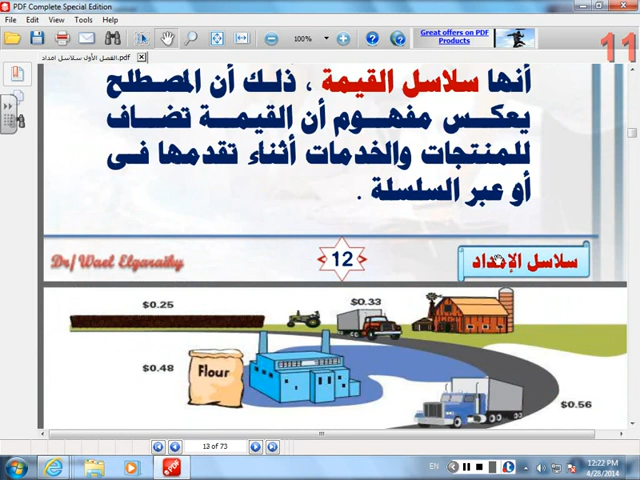 PDF Complete Special Edition
File Edit View Tools Help
100%
Great offers on PDF Products
11
الفصل الأول سلاسل امداد.pdf
أنها سلاسل القيمة ، ذلك أن المصطلح
يعكس مفهوم أن القيمة تضاف
للمنتجات والخدمات أثناء تقدمها فى
أو عبر السلسلة .
Dr/ Wael Elgaraihy
12
سلاسل الإمداد
$0.25
$0.33
$0.48
Flour
$0.56
13 of 73
PDF
EN
12:22 PM
4/28/2014